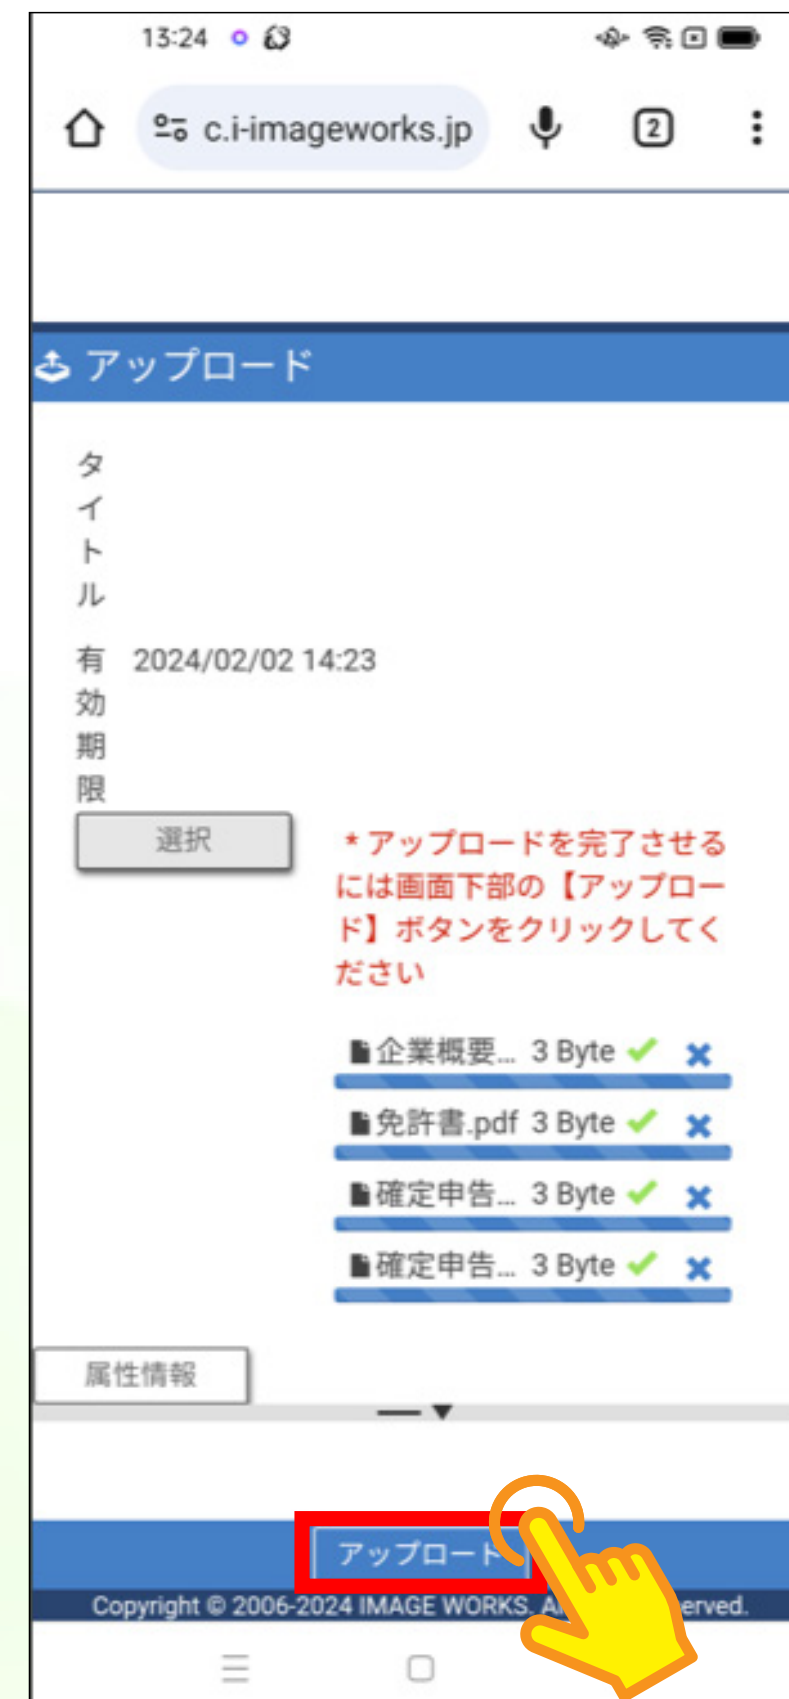 13:24
c.i-imageworks.jp
2
アップロード
タ
イ
ト
ル
有 2024/02/02 14:23
効
期
限
選択
* アップロードを完了させる
には画面下部の【アップロー
ド】ボタンをクリックしてく
ださい
企業概要... 3 Byte
免許書.pdf 3 Byte
確定申告... 3 Byte
確定申告... 3 Byte
属性情報
アップロード
Copyright © 2006-2024 IMAGE WORKS. A erved.